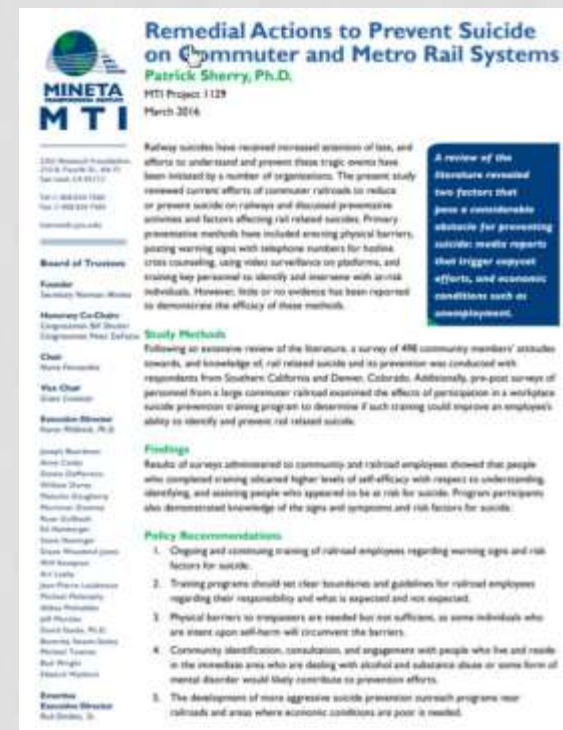 Remedial Actions to Prevent Suicide
on Commuter and Metro Rail Systems
Patrick Sherry, Ph.D.
MTI Project 1129
March 2016
MINETA
MTI
Railway suicides have received increased attention of late, and
efforts to understand and prevent these tragic events have
been initiated by a number of organizations. The present study
reviewed current efforts of commuter railroads to reduce
or prevent suicide on railways and discussed preventative
activities and factors affecting rail related suicides. Primary
preventative methods have included erecting physical barriers,
posting warning signs with telephone numbers for hotline
crisis counseling, using video surveillance on platforms, and
training key personnel to identify and intervene with at-risk
individuals. However, little or no evidence has been reported
to demonstrate the efficacy of these methods.
A review of the
literature revealed
two factors that
pose a considerable
obstacle for preventing
suicide: media reports
that trigger copycat
efforts, and economic
conditions such as
unemployment.
Study Methods
Following an extensive review of the literature, a survey of 498 community members' attitudes
towards, and knowledge of, rail related suicide and its prevention was conducted with
respondents from Southern California and Denver, Colorado. Additionally, pre-post surveys of
personnel from a large commuter railroad examined the effects of participation in a workplace
suicide prevention training program to determine if such training could improve an employee's
ability to identify and prevent rail related suicide.
Findings
Results of surveys administered to community and railroad employees showed that people
who completed training obtained higher levels of self-efficacy with respect to understanding,
identifying, and assisting people who appeared to be at risk for suicide. Program participants
also demonstrated knowledge of the signs and symptoms and risk factors for suicide.
Policy Recommendations
1. Ongoing and continuing training of railroad employees regarding warning signs and risk
factors for suicide.
2. Training programs should set clear boundaries and guidelines for railroad employees
regarding their responsibility and what is expected and not expected.
3. Physical barriers to trespassers are needed but not sufficient, as some individuals who
are intent upon self-harm will circumvent the barriers.
4. Community identification, consultation, and engagement with people who live and reside
in the immediate area who are dealing with alcohol and substance abuse or some form of
mental disorder would likely contribute to prevention efforts.
5. The development of more aggressive suicide prevention outreach programs near
railroads and areas where economic conditions are poor is needed.
Board of Trustees
Founder
Honorary Co-Chairs
Chair
Vice Chair
Executive Director
Emeritus
Executive Director